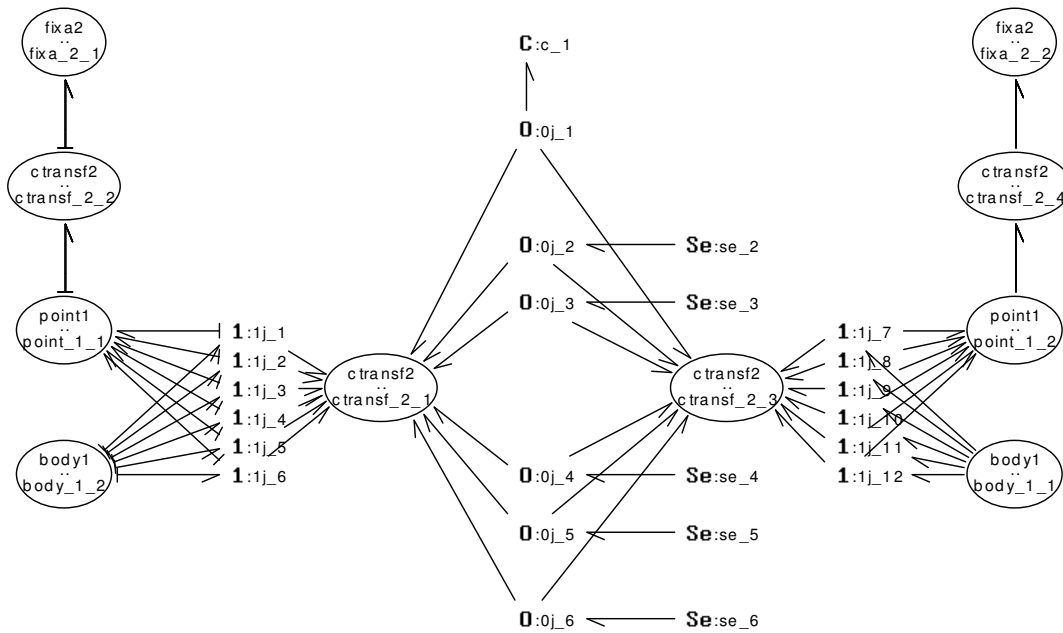 fixa2
..
fixa_2_1
C:c_1
fixa2
..
fixa_2_2
0:0j_1
ctransf2
..
ctransf_2_2
ctransf2
..
ctransf_2_4
0:0j_2
Se:se_2
0:0j_3
Se:se_3
point1
..
point_1_1
1:1j_1
1:1j_2
1:1j_3
1:1j_4
1:1j_5
1:1j_6
ctransf2
..
ctransf_2_1
ctransf2
..
ctransf_2_3
1:1j_7
1:1j_8
1:1j_9
1:1j_10
1:1j_11
1:1j_12
point1
..
point_1_2
body1
..
body_1_2
body1
..
body_1_1
0:0j_4
Se:se_4
0:0j_5
Se:se_5
0:0j_6
Se:se_6